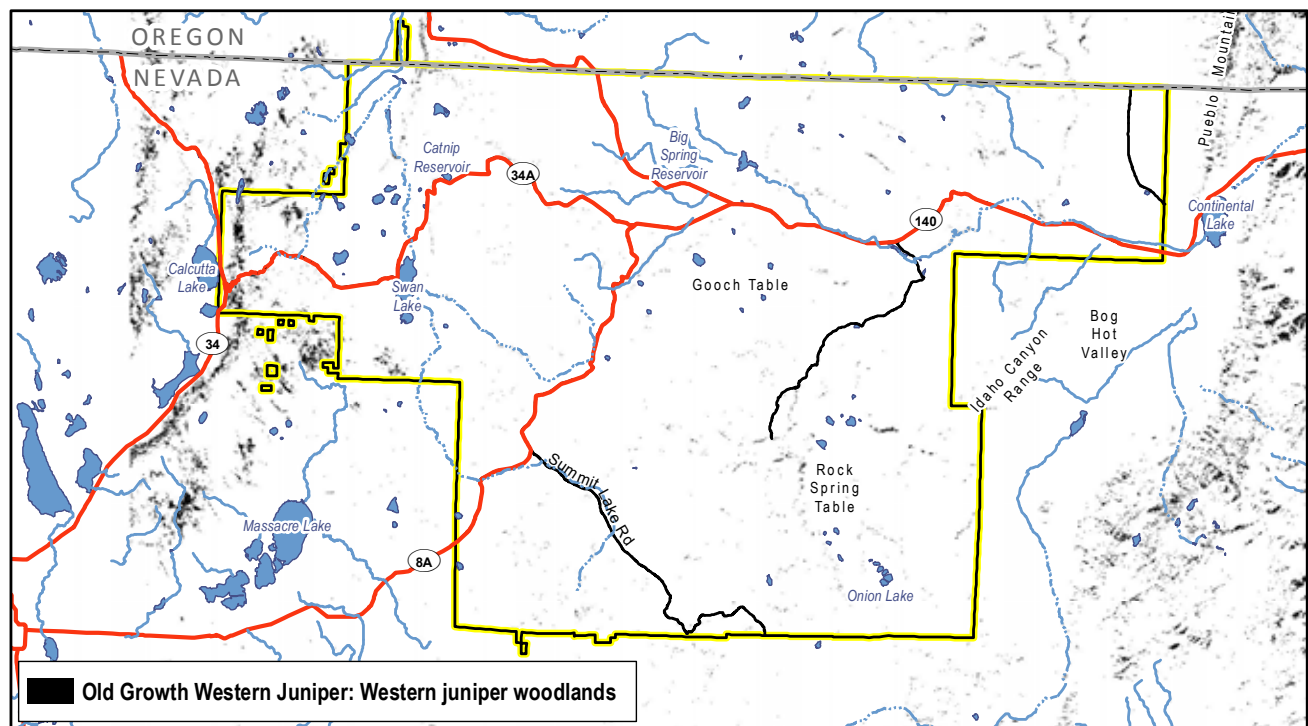 OREGON
NEVADA
Pueblo Mountain
Catnip
Reservoir
34A
Big
Spring
Reservoir
140
Continental
Lake
Calcutta
Lake
Swan
Lake
Gooch Table
34
Bog
Hot
Valley
Idaho Canyon
Range
Summit Lake Rd
Rock
Spring
Table
Massacre Lake
8A
Onion Lake
Old Growth Western Juniper: Western juniper woodlands